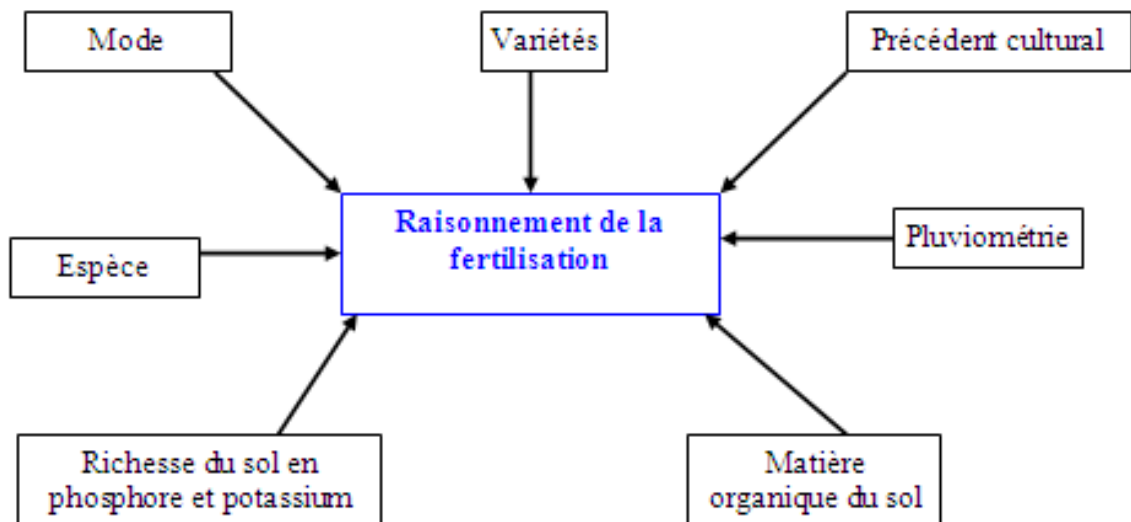 Mode
Variétés
Précédent cultural
Raisonnement de la
fertilisation
Espèce
Pluviométrie
Richesse du sol en
phosphore et potassium
Matière
organique du sol